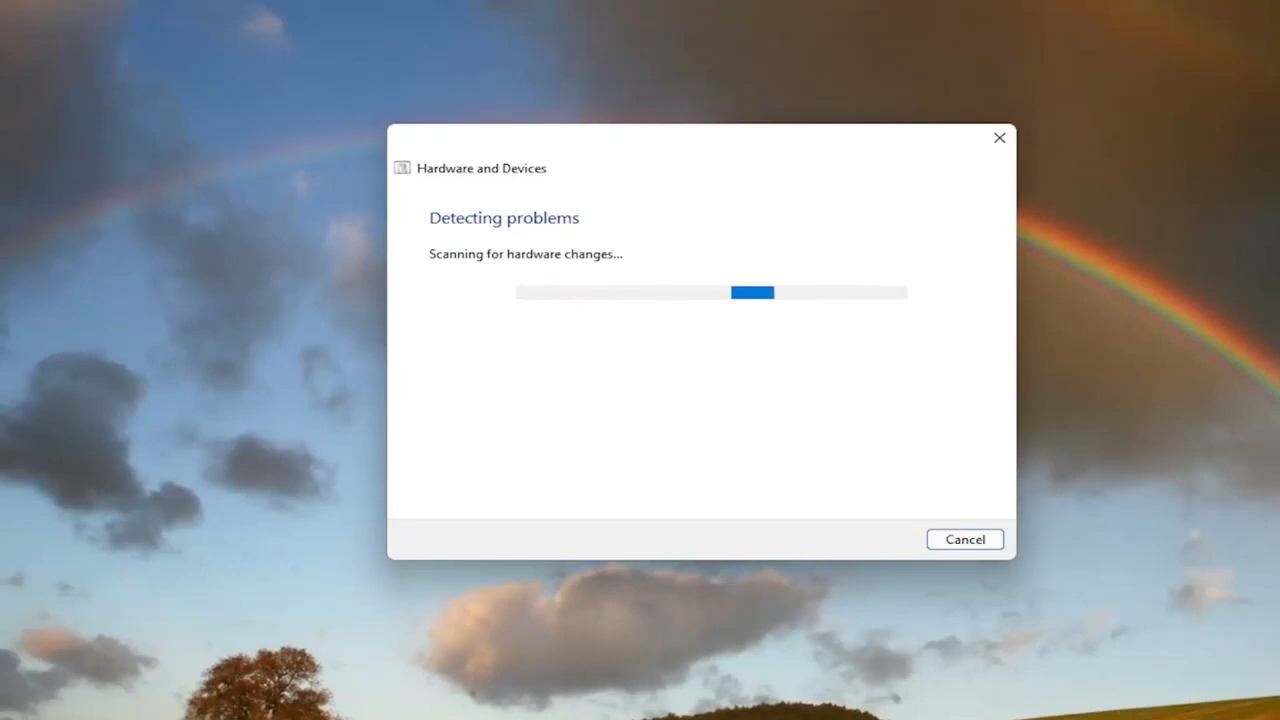 Hardware and Devices
Detecting problems
Scanning for hardware changes...
Cancel